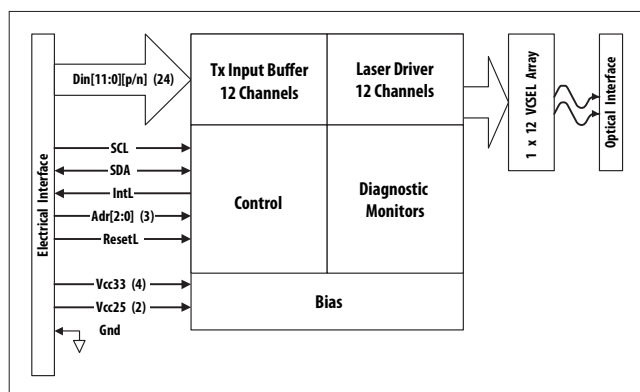 Electrical Interface
Din[11:0][p/n] (24)
SCL
SDA
IntL
Adr[2:0] (3)
ResetL
Vcc33 (4)
Vcc25 (2)
Gnd
Tx Input Buffer
12 Channels
Laser Driver
12 Channels
Control
Diagnostic
Monitors
Bias
1 x 12 VCSEL Array
Optical Interface